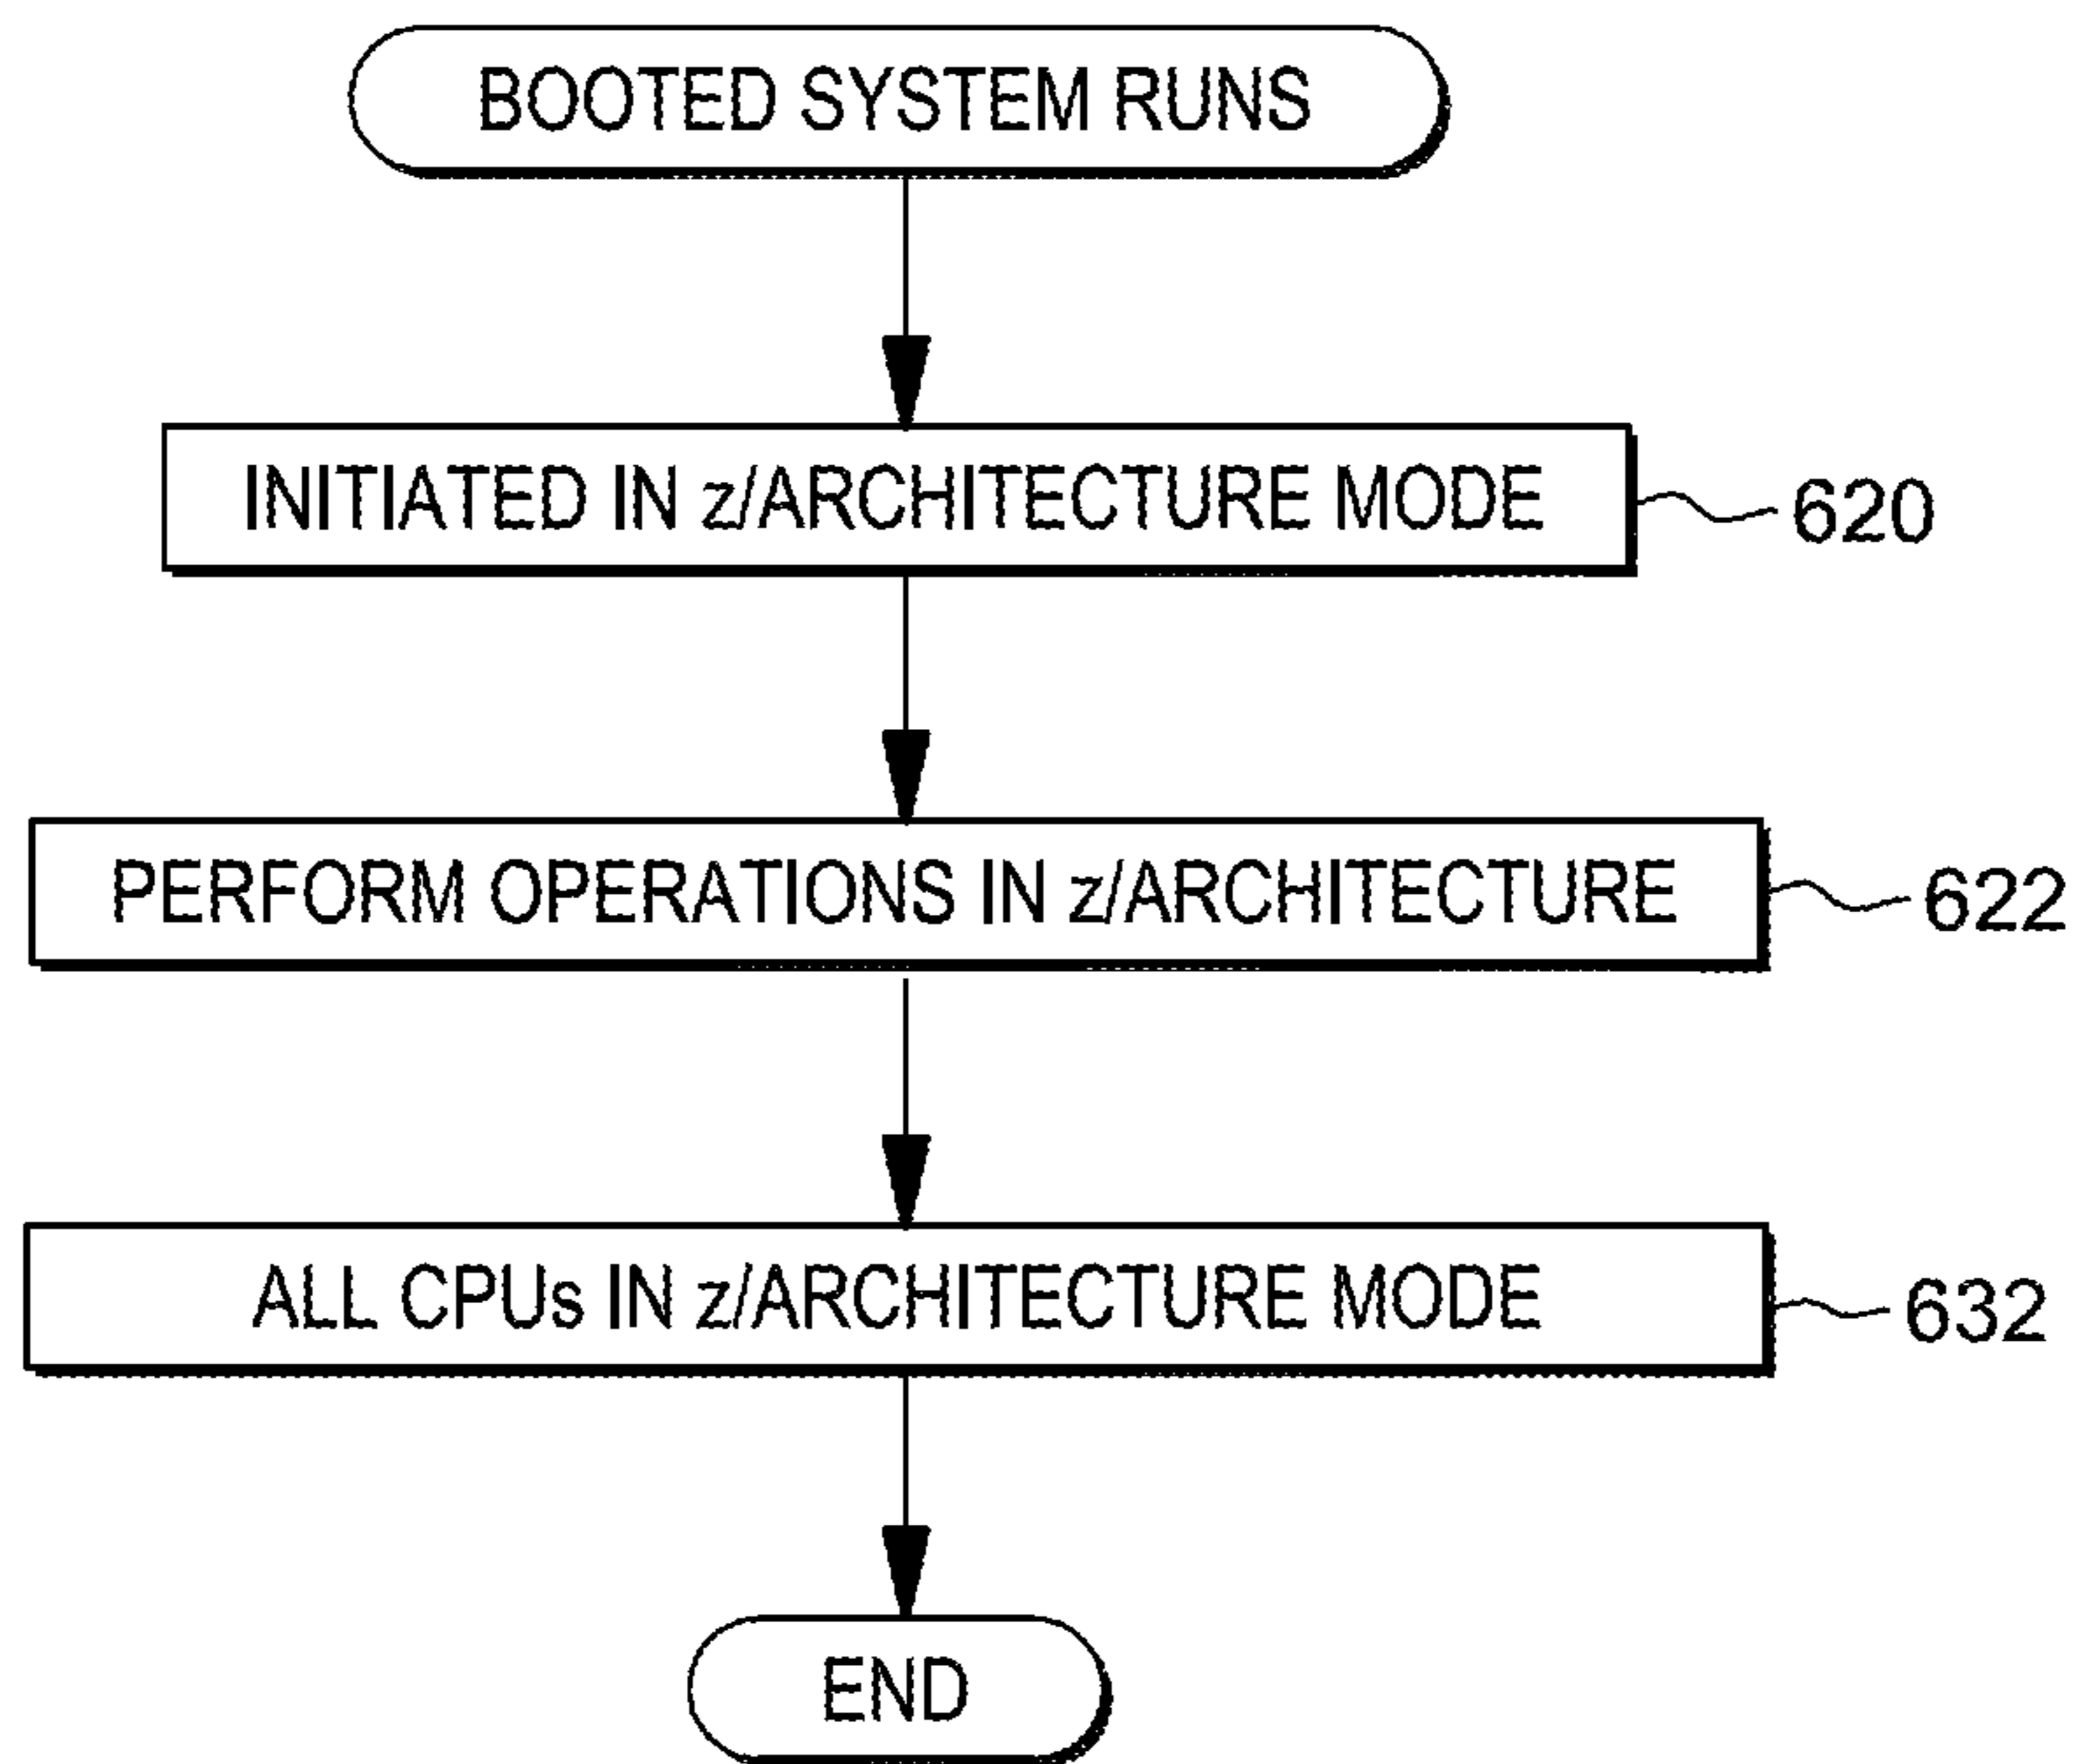 BOOTED SYSTEM RUNS
INITIATED IN z/ARCHITECTURE MODE
620
PERFORM OPERATIONS IN z/ARCHITECTURE
622
ALL CPUs IN z/ARCHITECTURE MODE
632
END